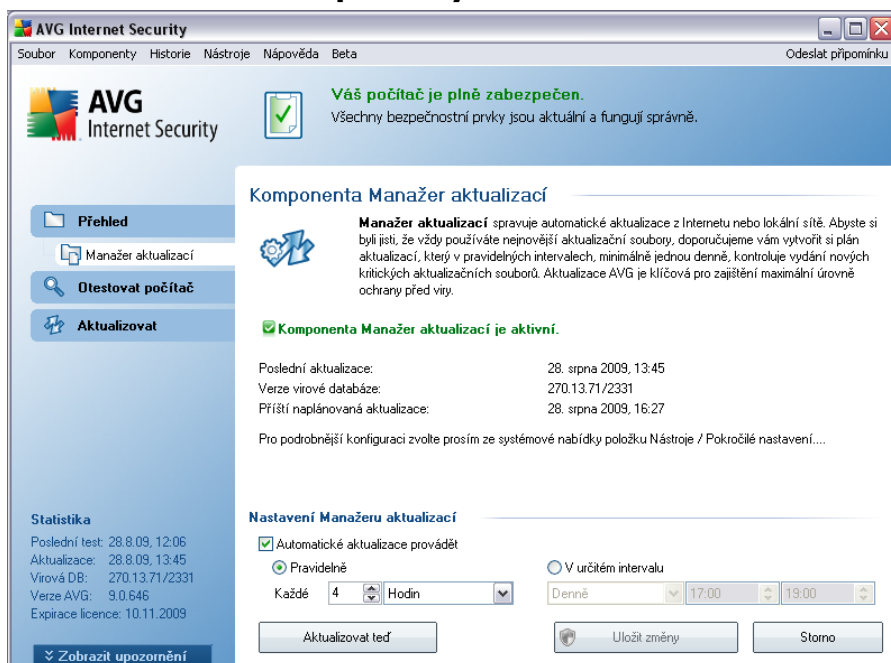 AVG Internet Security
Soubor Komponenty Historie Nástroje Nápověda Beta Odeslat připomínku
AVG
Internet Security
Váš počítač je plně zabezpečen.
Všechny bezpečnostní prvky jsou aktuální a fungují správně.
Přehled
Manažer aktualizací
Otestovat počítač
Aktualizovat
Komponenta Manažer aktualizací
Manažer aktualizací spravuje automatické aktualizace z Internetu nebo lokální sítě. Abyste si
byli jisti, že vždy používáte nejnovější aktualizační soubory, doporučujeme vám vytvořit si plán
aktualizací, který v pravidelných intervalech, minimálně jednou denně, kontroluje vydání nových
kritických aktualizačních souborů. Aktualizace AVG je klíčová pro zajištění maximální úrovně
ochrany před viry.
Komponenta Manažer aktualizací je aktivní.
Poslední aktualizace: 28. srpna 2009, 13:45
Verze virové databáze: 270.13.71/2331
Příští naplánovaná aktualizace: 28. srpna 2009, 16:27
Pro podrobnější konfiguraci zvolte prosím ze systémové nabídky položku Nástroje / Pokročilé nastavení....
Nastavení Manažeru aktualizací
Automatické aktualizace provádět
Pravidelně V určitém intervalu
Každé 4 Hodin Denně 17:00 19:00
Aktualizovat teď Uložit změny Storno
Statistika
Poslední test: 28.8.09, 12:06
Aktualizace: 28.8.09, 13:45
Virová DB: 270.13.71/2331
Verze AVG: 9.0.646
Expirace licence: 10.11.2009
Zobrazit upozornění